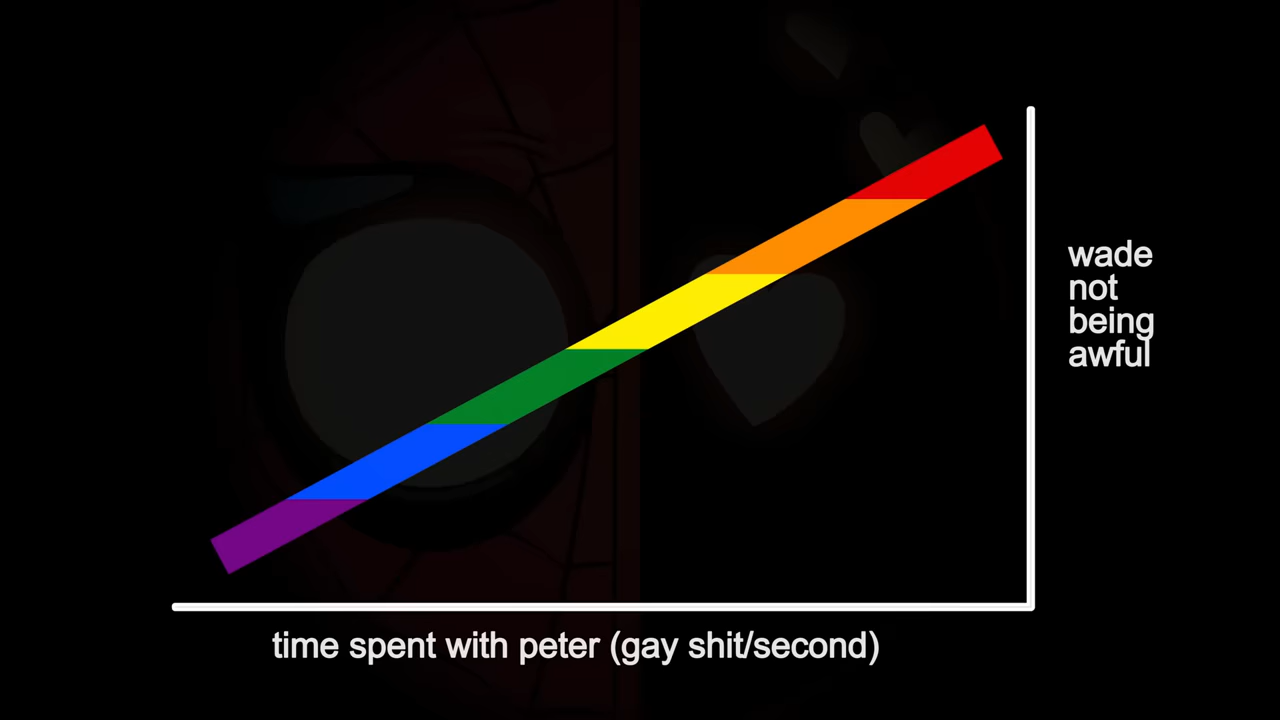 wade
not
being
awful
time spent with peter (gay shit/second)